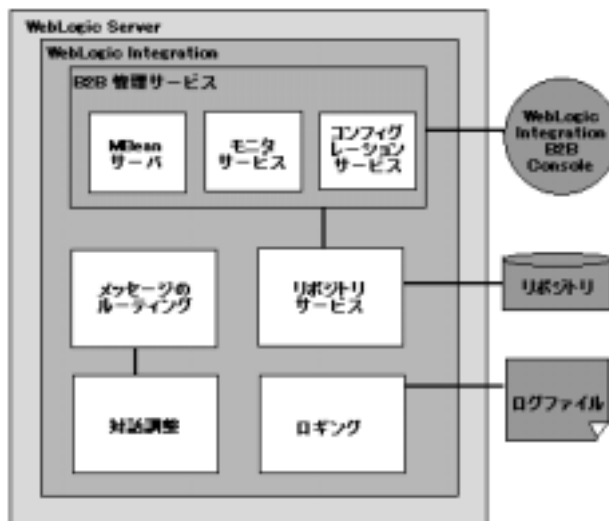 WebLogic Server
WebLogic Integration
B2B 管理サービス
MBean
サーバ
モニタ
サービス
コンフィグ
レーション
サービス
WebLogic
Integration
B2B
Console
メッセージの
ルーティング
リポジトリ
サービス
リポジトリ
対話調整
ロギング
ログファイル